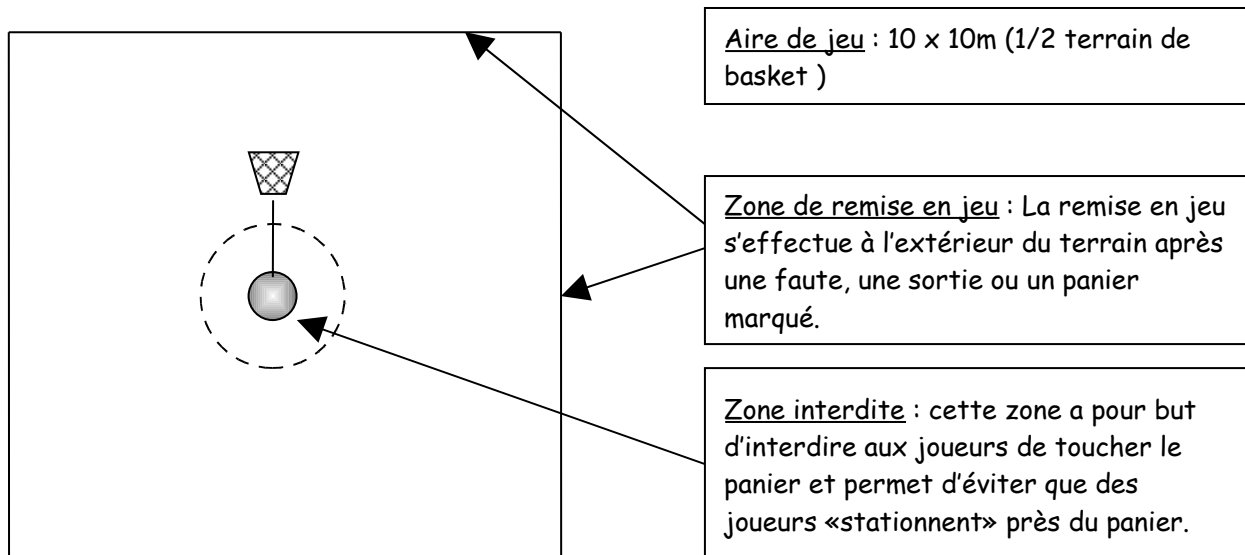 Aire de jeu : 10 x 10m (1/2 terrain de
basket )
Zone de remise en jeu : La remise en jeu
s’effectue à l’extérieur du terrain après
une faute, une sortie ou un panier
marqué.
Zone interdite : cette zone a pour but
d’interdire aux joueurs de toucher le
panier et permet d’éviter que des
joueurs «stationnent» près du panier.